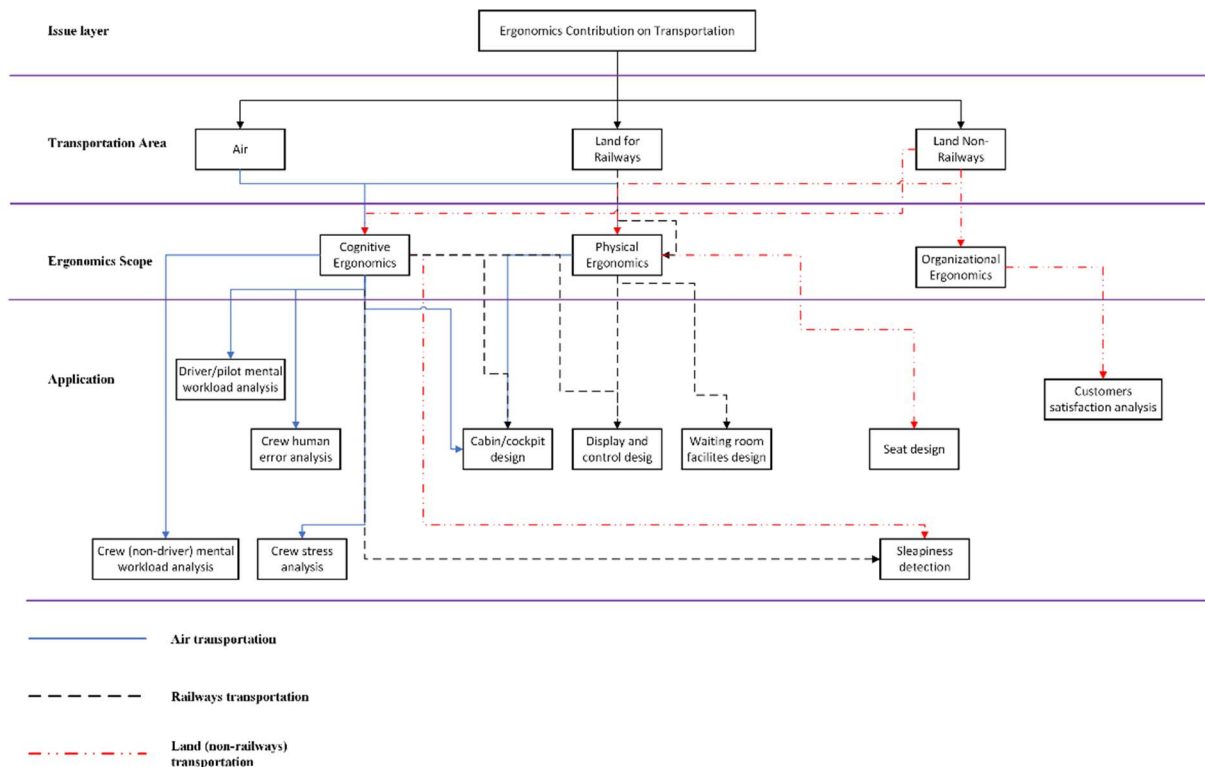 Issue layer
Ergonomics Contribution on Transportation
Transportation Area
Air
Land for
Railways
Land Non-
Railways
Ergonomics Scope
Cognitive
Ergonomics
Physical
Ergonomics
Organizational
Ergonomics
Application
Driver/pilot mental
workload analysis
Customers
satisfaction analysis
Crew human
error analysis
Cabin/cockpit
design
Display and
control desig
Waiting room
facilites design
Seat design
Crew (non-driver) mental
workload analysis
Crew stress
analysis
Sleapiness
detection
Air transportation
Railways transportation
Land (non-railways)
transportation